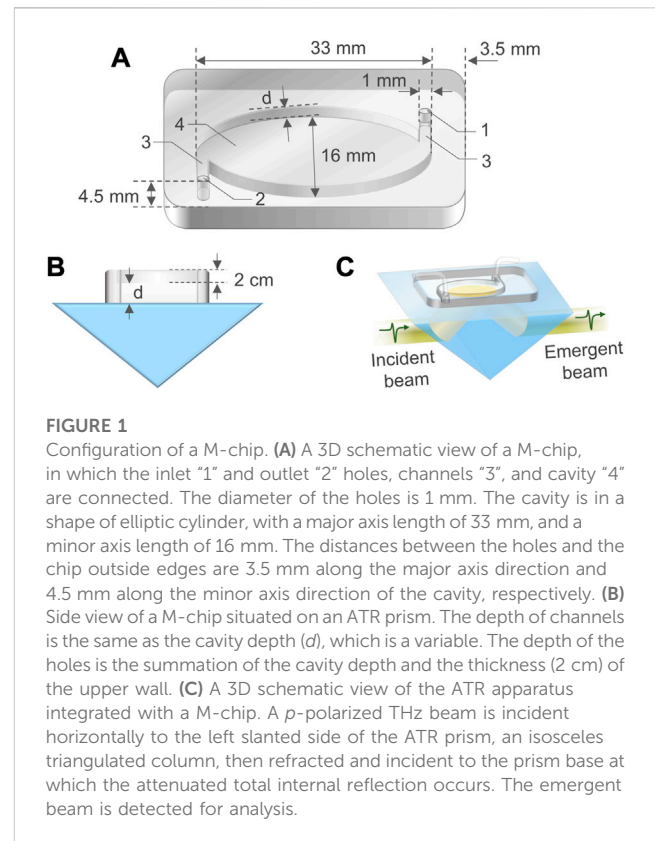 A
33 mm
3.5 mm
1 mm
d
4
1
3
16 mm
3
4.5 mm
2
B
2 cm
d
C
Incident
beam
Emergent
beam
FIGURE 1
Configuration of a M-chip. (A) A 3D schematic view of a M-chip,
in which the inlet “1” and outlet “2” holes, channels “3”, and cavity “4”
are connected. The diameter of the holes is 1 mm. The cavity is in a
shape of elliptic cylinder, with a major axis length of 33 mm, and a
minor axis length of 16 mm. The distances between the holes and the
chip outside edges are 3.5 mm along the major axis direction and
4.5 mm along the minor axis direction of the cavity, respectively. (B)
Side view of a M-chip situated on an ATR prism. The depth of channels
is the same as the cavity depth (d), which is a variable. The depth of the
holes is the summation of the cavity depth and the thickness (2 cm) of
the upper wall. (C) A 3D schematic view of the ATR apparatus
integrated with a M-chip. A p-polarized THz beam is incident
horizontally to the left slanted side of the ATR prism, an isosceles
triangulated column, then refracted and incident to the prism base at
which the attenuated total internal reflection occurs. The emergent
beam is detected for analysis.